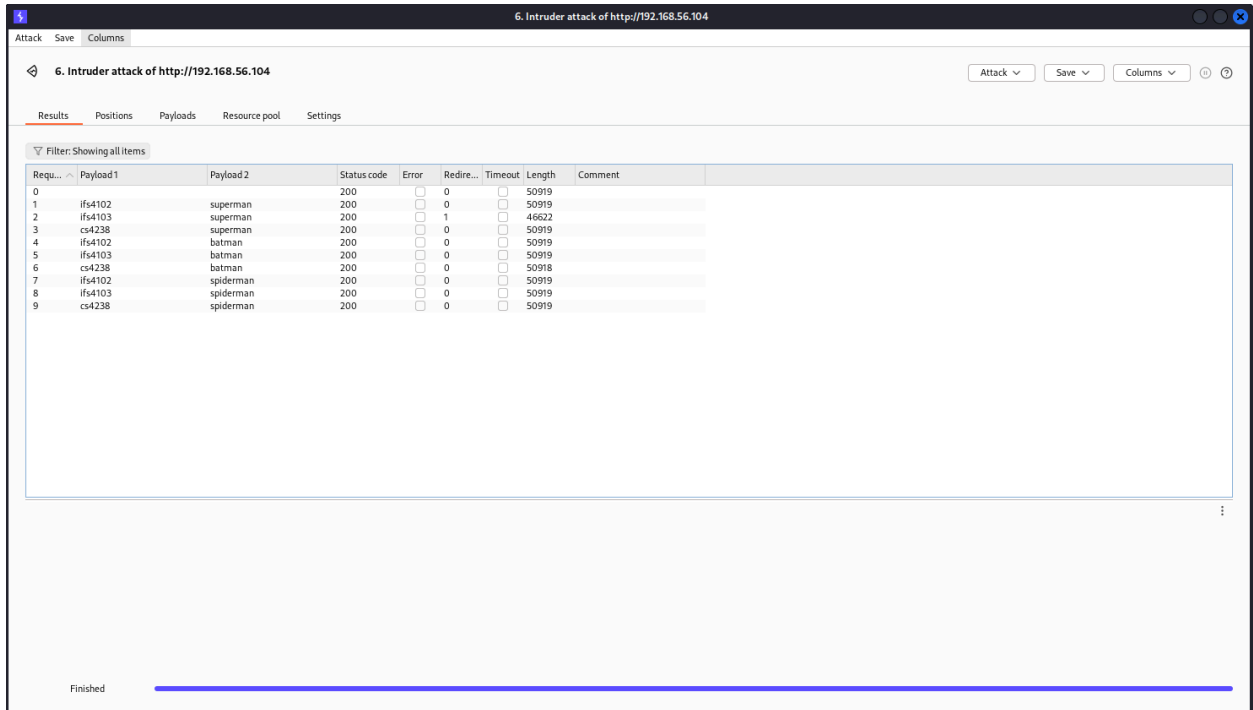 6. Intruder attack of http://192.168.56.104
Attack Save Columns
6. Intruder attack of http://192.168.56.104 Attack Save Columns
Results Positions Payloads Resource pool Settings
Filter: Showing all items
Requ... Payload 1 Payload 2 Status code Error Redire... Timeout Length Comment
0 200 0 50919
1 ifs4102 superman 200 0 50919
2 ifs4103 superman 200 1 46622
3 cs4238 superman 200 0 50919
4 ifs4102 batman 200 0 50919
5 ifs4103 batman 200 0 50919
6 cs4238 batman 200 0 50918
7 ifs4102 spiderman 200 0 50919
8 ifs4103 spiderman 200 0 50919
9 cs4238 spiderman 200 0 50919
Finished